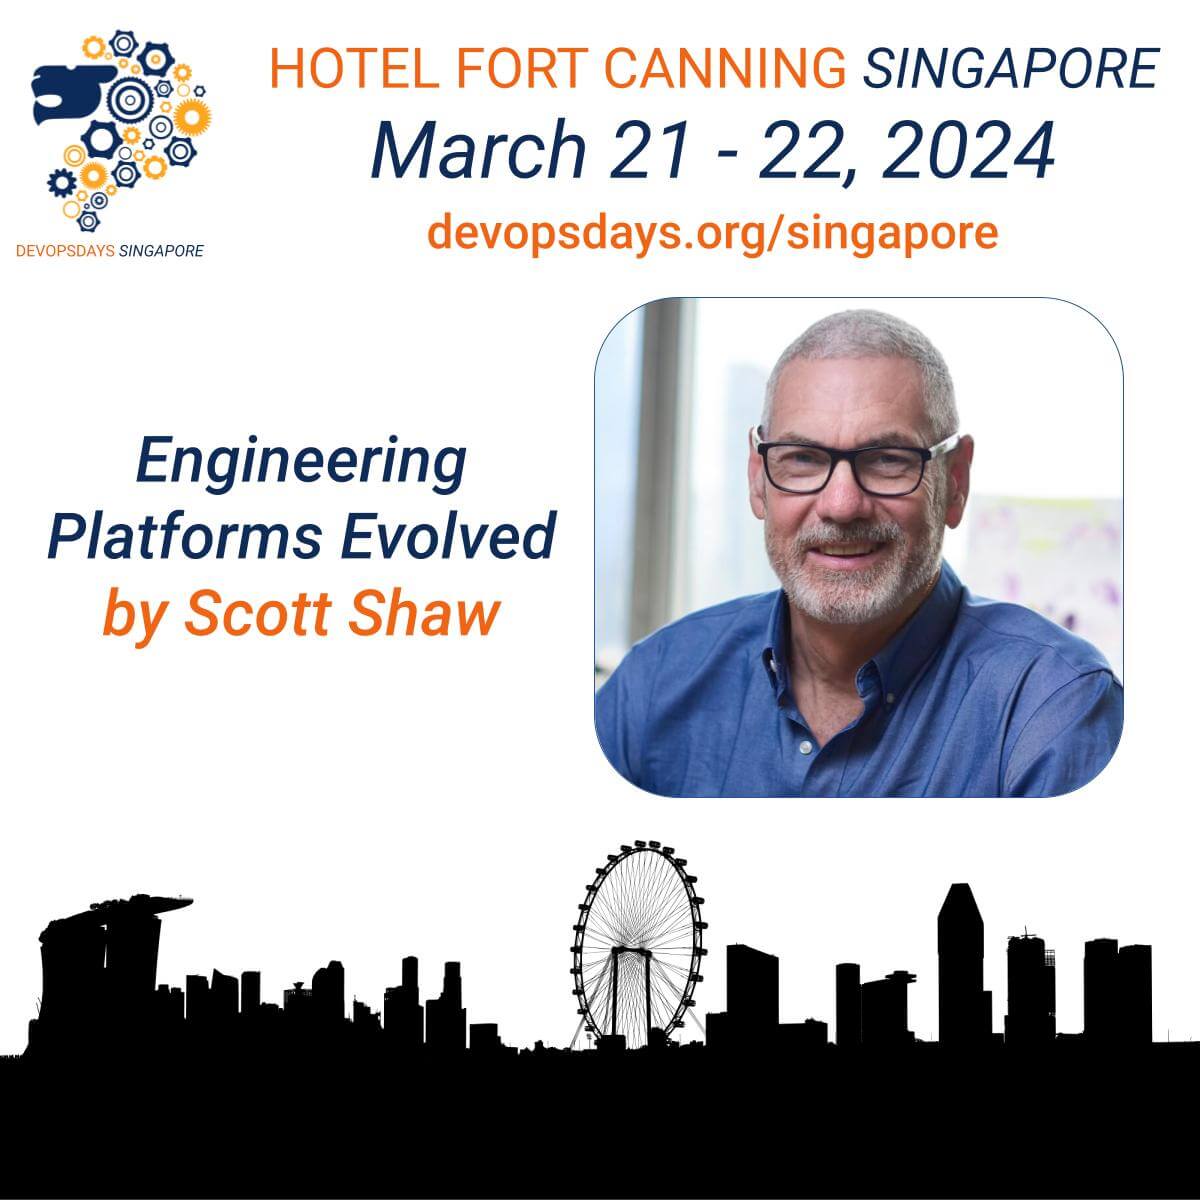 HOTEL FORT CANNING SINGAPORE
March 21 - 22, 2024
devopsdays.org/singapore
DEVOPSDAYS SINGAPORE
Engineering
Platforms Evolved
by Scott Shaw